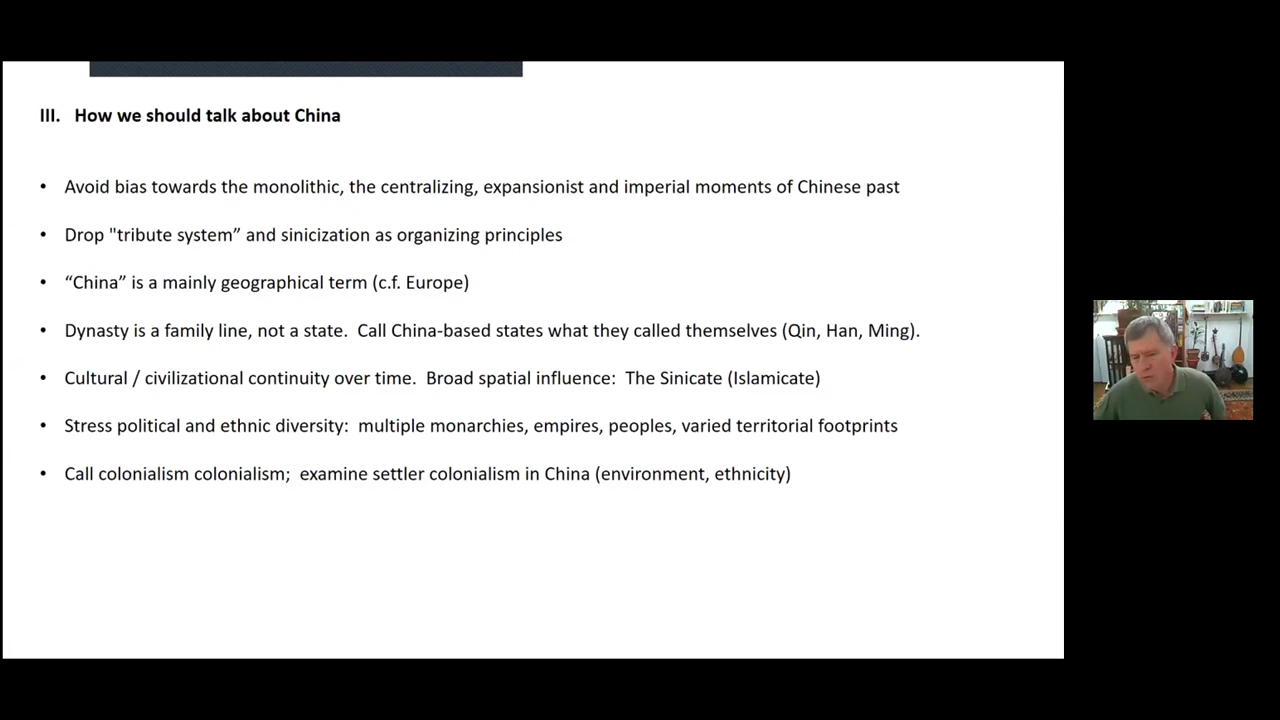 III. How we should talk about China
• Avoid bias towards the monolithic, the centralizing, expansionist and imperial moments of Chinese past
• Drop "tribute system” and sinicization as organizing principles
• “China” is a mainly geographical term (c.f. Europe)
• Dynasty is a family line, not a state. Call China-based states what they called themselves (Qin, Han, Ming).
• Cultural / civilizational continuity over time. Broad spatial influence: The Sinicate (Islamicate)
• Stress political and ethnic diversity: multiple monarchies, empires, peoples, varied territorial footprints
• Call colonialism colonialism; examine settler colonialism in China (environment, ethnicity)